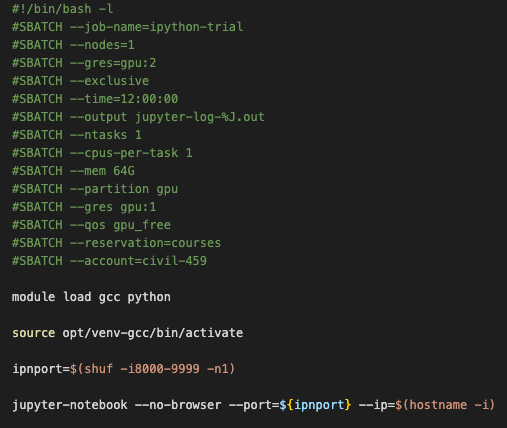 #!/bin/bash -l
#SBATCH --job-name=ipython-trial
#SBATCH --nodes=1
#SBATCH --gres=gpu:2
#SBATCH --exclusive
#SBATCH --time=12:00:00
#SBATCH --output jupyter-log-%J.out
#SBATCH --ntasks 1
#SBATCH --cpus-per-task 1
#SBATCH --mem 64G
#SBATCH --partition gpu
#SBATCH --gres gpu:1
#SBATCH --qos gpu_free
#SBATCH --reservation=courses
#SBATCH --account=civil-459
module load gcc python
source opt/venv-gcc/bin/activate
ipnport=$(shuf -i8000-9999 -n1)
jupyter-notebook --no-browser --port=${ipnport} --ip=$(hostname -i)